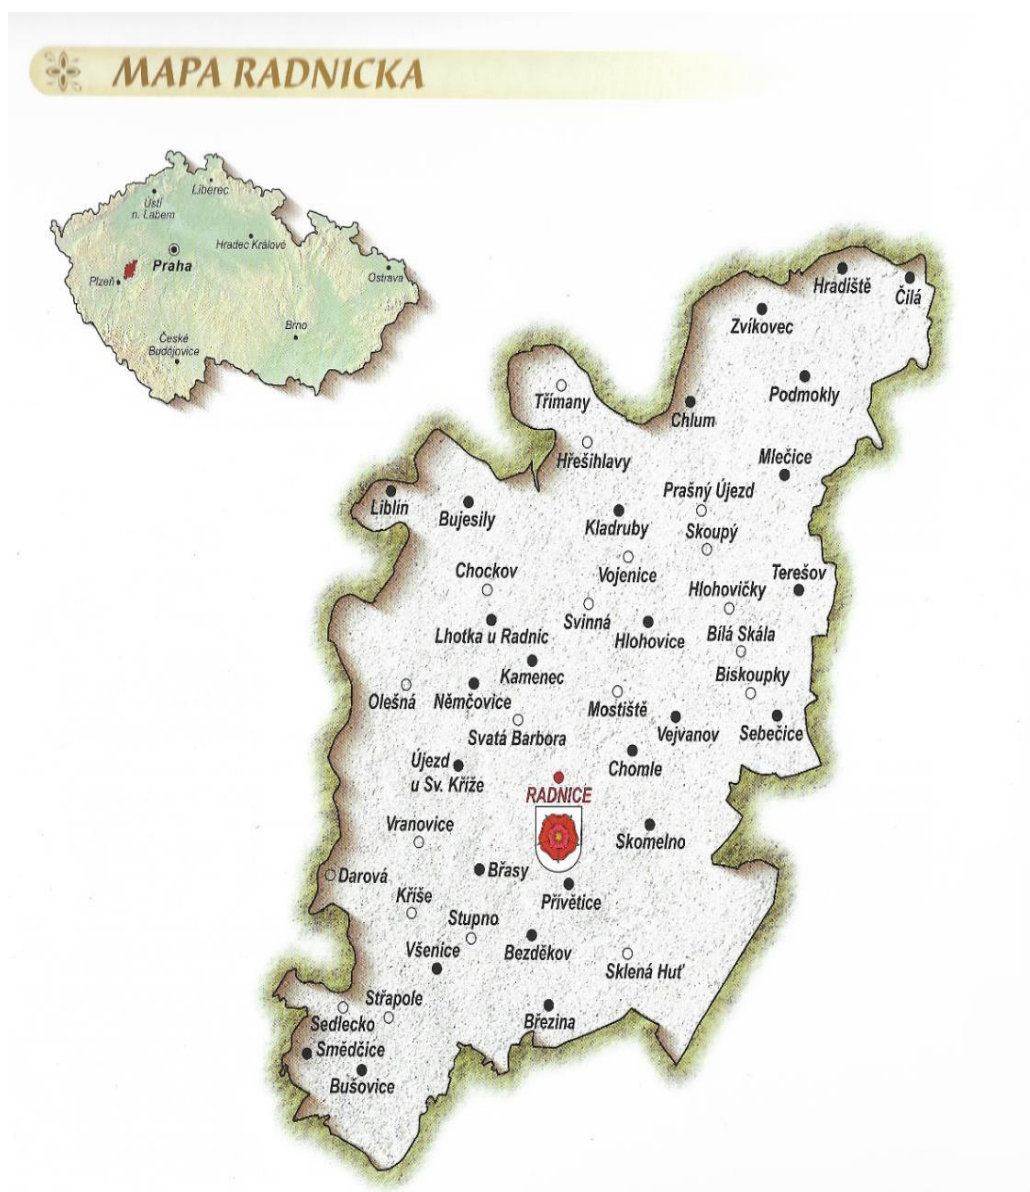 MAPA RADNICKA
Liberec
Ústí
n. Labem
Hradec Králové
Praha
Plzeň
Ostrava
Brno
České
Budějovice
Hradiště
Čilá
Zvíkovec
Podmokly
Třímany
Chlum
Hřešihlavy
Mlečice
Prašný Újezd
Liblín
Bujesily
Kladruby
Skoupý
Vojenice
Chockov
Terešov
Hlohovičky
Svinná
Lhotka u Radnic
Hlohovice
Bílá Skála
Kamenec
Biskoupky
Olešná
Němčovice
Mostiště
Svatá Barbora
Vejvanov
Sebečice
Újezd
u Sv. Kříže
Chomle
RADNICE
Vranovice
Skomelno
Darová
Břasy
Kříše
Přívětice
Stupno
Všenice
Bezděkov
Sklená Huť
Střapole
Sedlecko
Březina
Smědčice
Bušovice